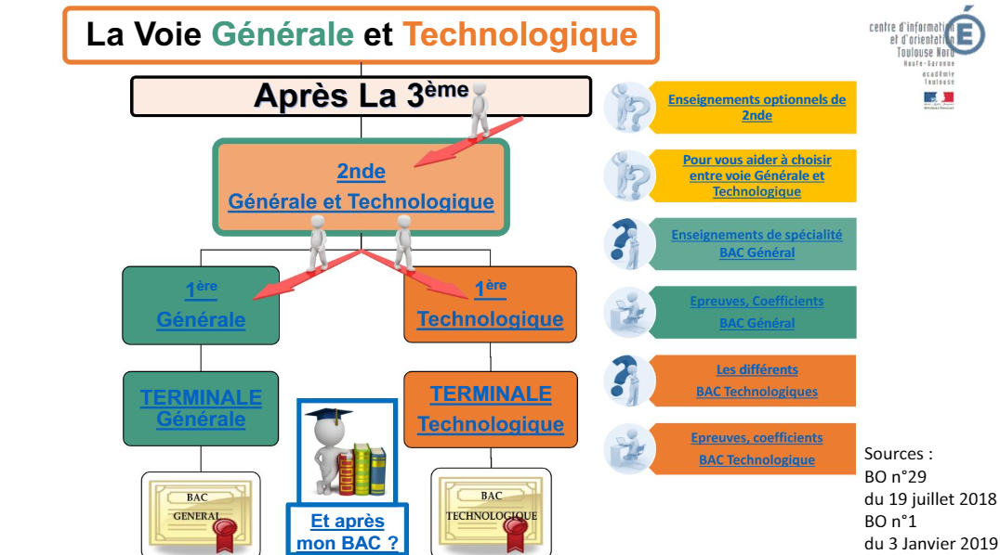 La Voie Générale et Technologique
centre d'information
et d'orientation
Toulouse Nord
Haute-Garonne
académie
Toulouse
É
Après La 3ème
2nde
Générale et Technologique
1ère
Générale
1ère
Technologique
TERMINALE
Générale
TERMINALE
Technologique
BAC
GENERAL
Et après
mon BAC ?
BAC
TECHNOLOGIQUE
Enseignements optionnels de
2nde
Pour vous aider à choisir
entre voie Générale et
Technologique
Enseignements de spécialité
BAC Général
Epreuves, Coefficients
BAC Général
Les différents
BAC Technologiques
Epreuves, coefficients
BAC Technologique
Sources :
BO n°29
du 19 juillet 2018
BO n°1
du 3 Janvier 2019